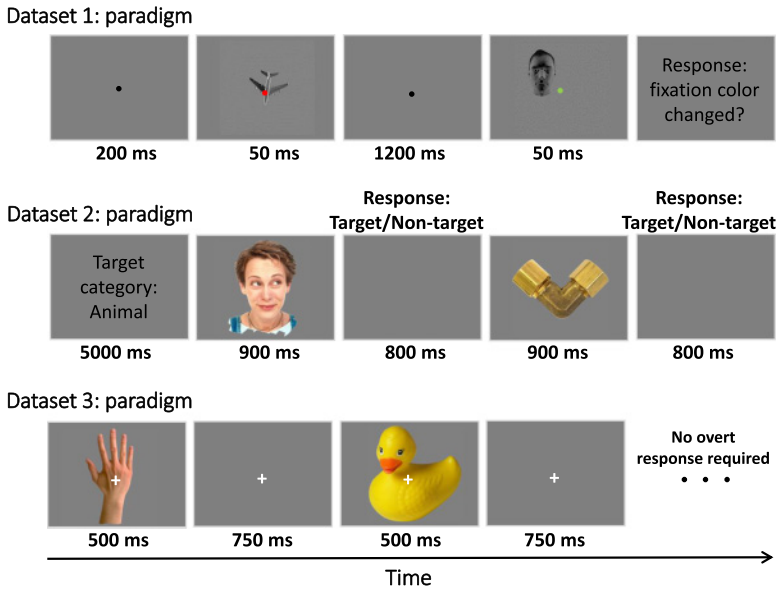 Dataset 1: paradigm
Response:
fixation color
changed?
200 ms
50 ms
1200 ms
50 ms
Dataset 2: paradigm
Response:
Target/Non-target
Response:
Target/Non-target
Target
category:
Animal
5000 ms
900 ms
800 ms
900 ms
800 ms
Dataset 3: paradigm
No overt
response required
• • •
500 ms
750 ms
500 ms
750 ms
Time